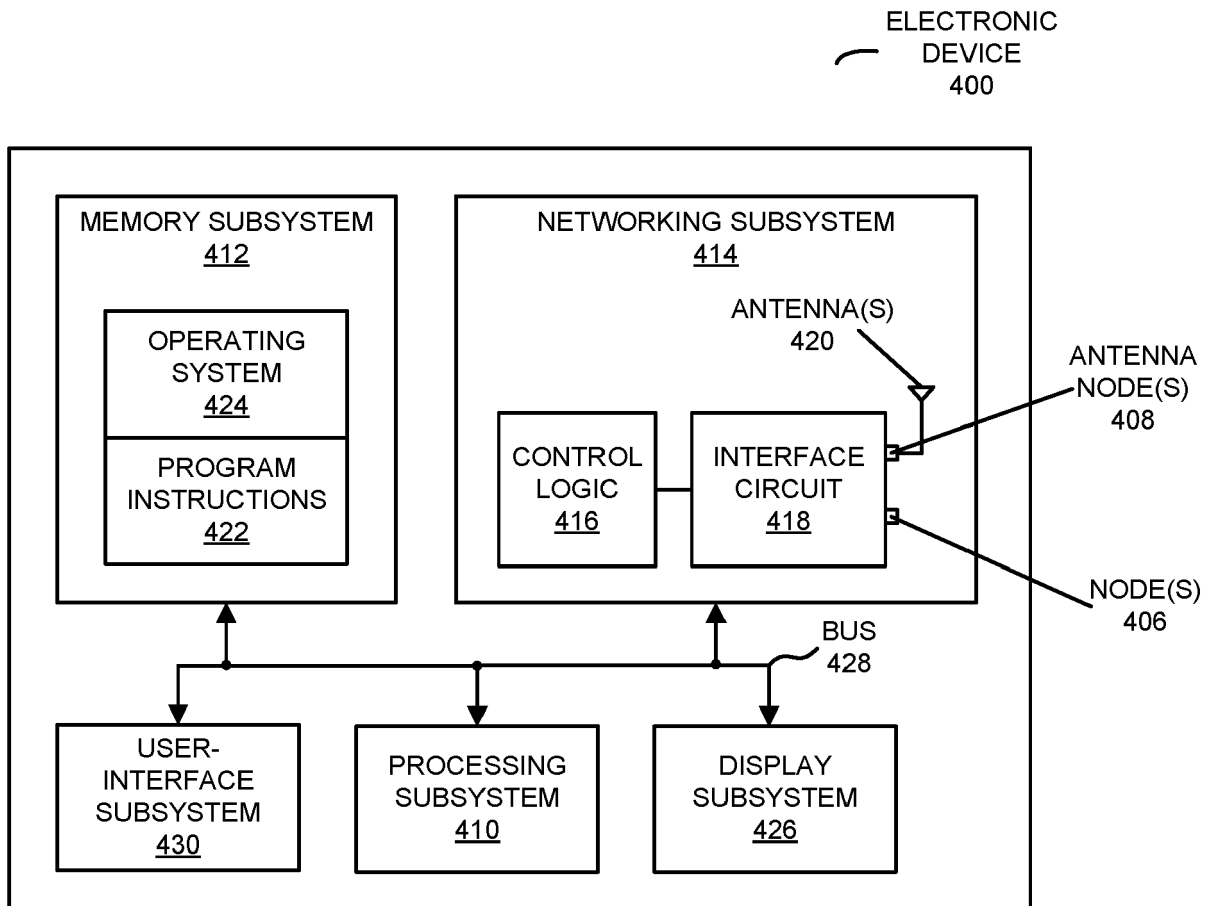 ELECTRONIC
DEVICE
400
MEMORY SUBSYSTEM
412
OPERATING
SYSTEM
424
PROGRAM
INSTRUCTIONS
422
NETWORKING SUBSYSTEM
414
ANTENNA(S)
420
CONTROL
LOGIC
416
INTERFACE
CIRCUIT
418
ANTENNA
NODE(S)
408
NODE(S)
406
BUS
428
USER-
INTERFACE
SUBSYSTEM
430
PROCESSING
SUBSYSTEM
410
DISPLAY
SUBSYSTEM
426